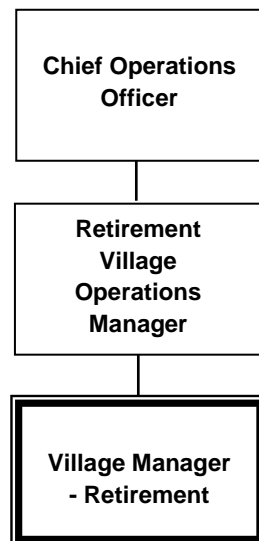 Chief Operations
Officer
Retirement
Village
Operations
Manager
Village Manager
- Retirement